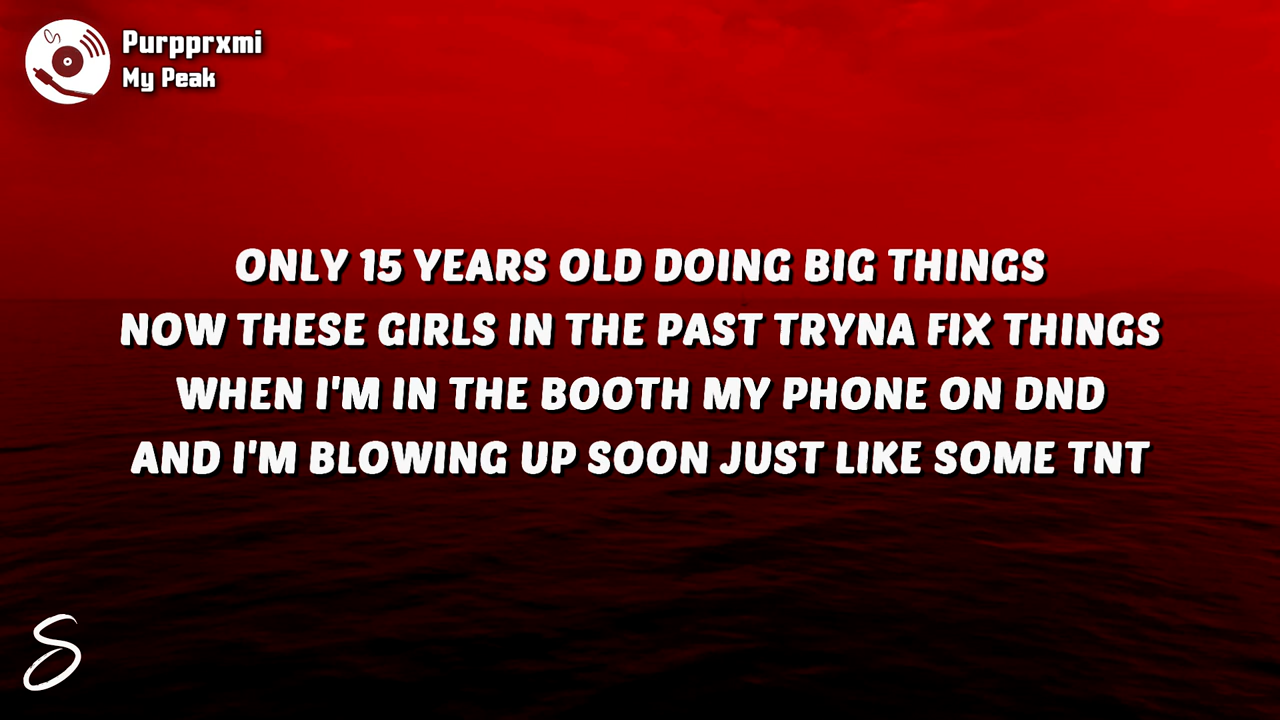 Purpprxmi
My Peak
ONLY 15 YEARS OLD DOING BIG THINGS
NOW THESE GIRLS IN THE PAST TRYNA FIX THINGS
WHEN I'M IN THE BOOTH MY PHONE ON DND
AND I'M BLOWING UP SOON JUST LIKE SOME TNT
S